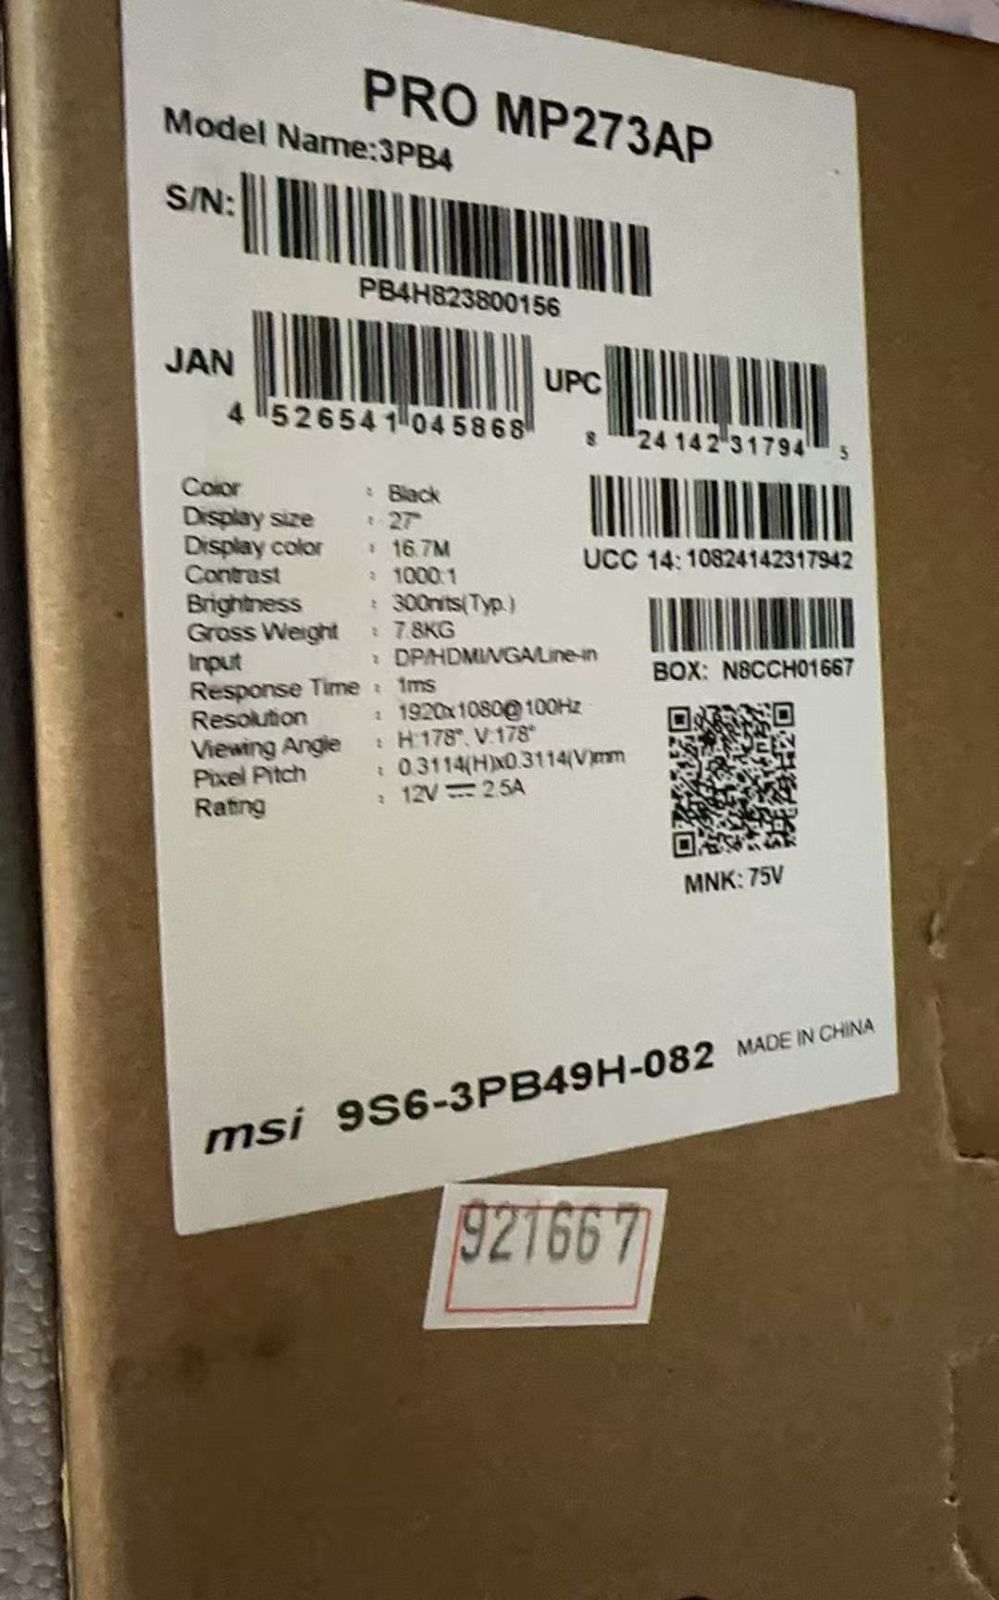 PRO MP273AP
Model Name:3PB4
S/N:
PB4H823800156
JAN
4 526541 045868
UPC
8 24142 31794 5
UCC 14: 10824142317942
BOX: N8CCH01667
MNK: 75V
Color : Black
Display size : 27"
Display color : 16.7M
Contrast : 1000:1
Brightness : 300nits(Typ.)
Gross Weight : 7.8KG
Input : DP/HDMI/VGA/Line-in
Response Time : 1ms
Resolution : 1920x1080@100Hz
Viewing Angle : H:178°, V:178°
Pixel Pitch : 0.3114(H)x0.3114(V)mm
Rating : 12V ⎓ 2.5A
msi 9S6-3PB49H-082 MADE IN CHINA
921667